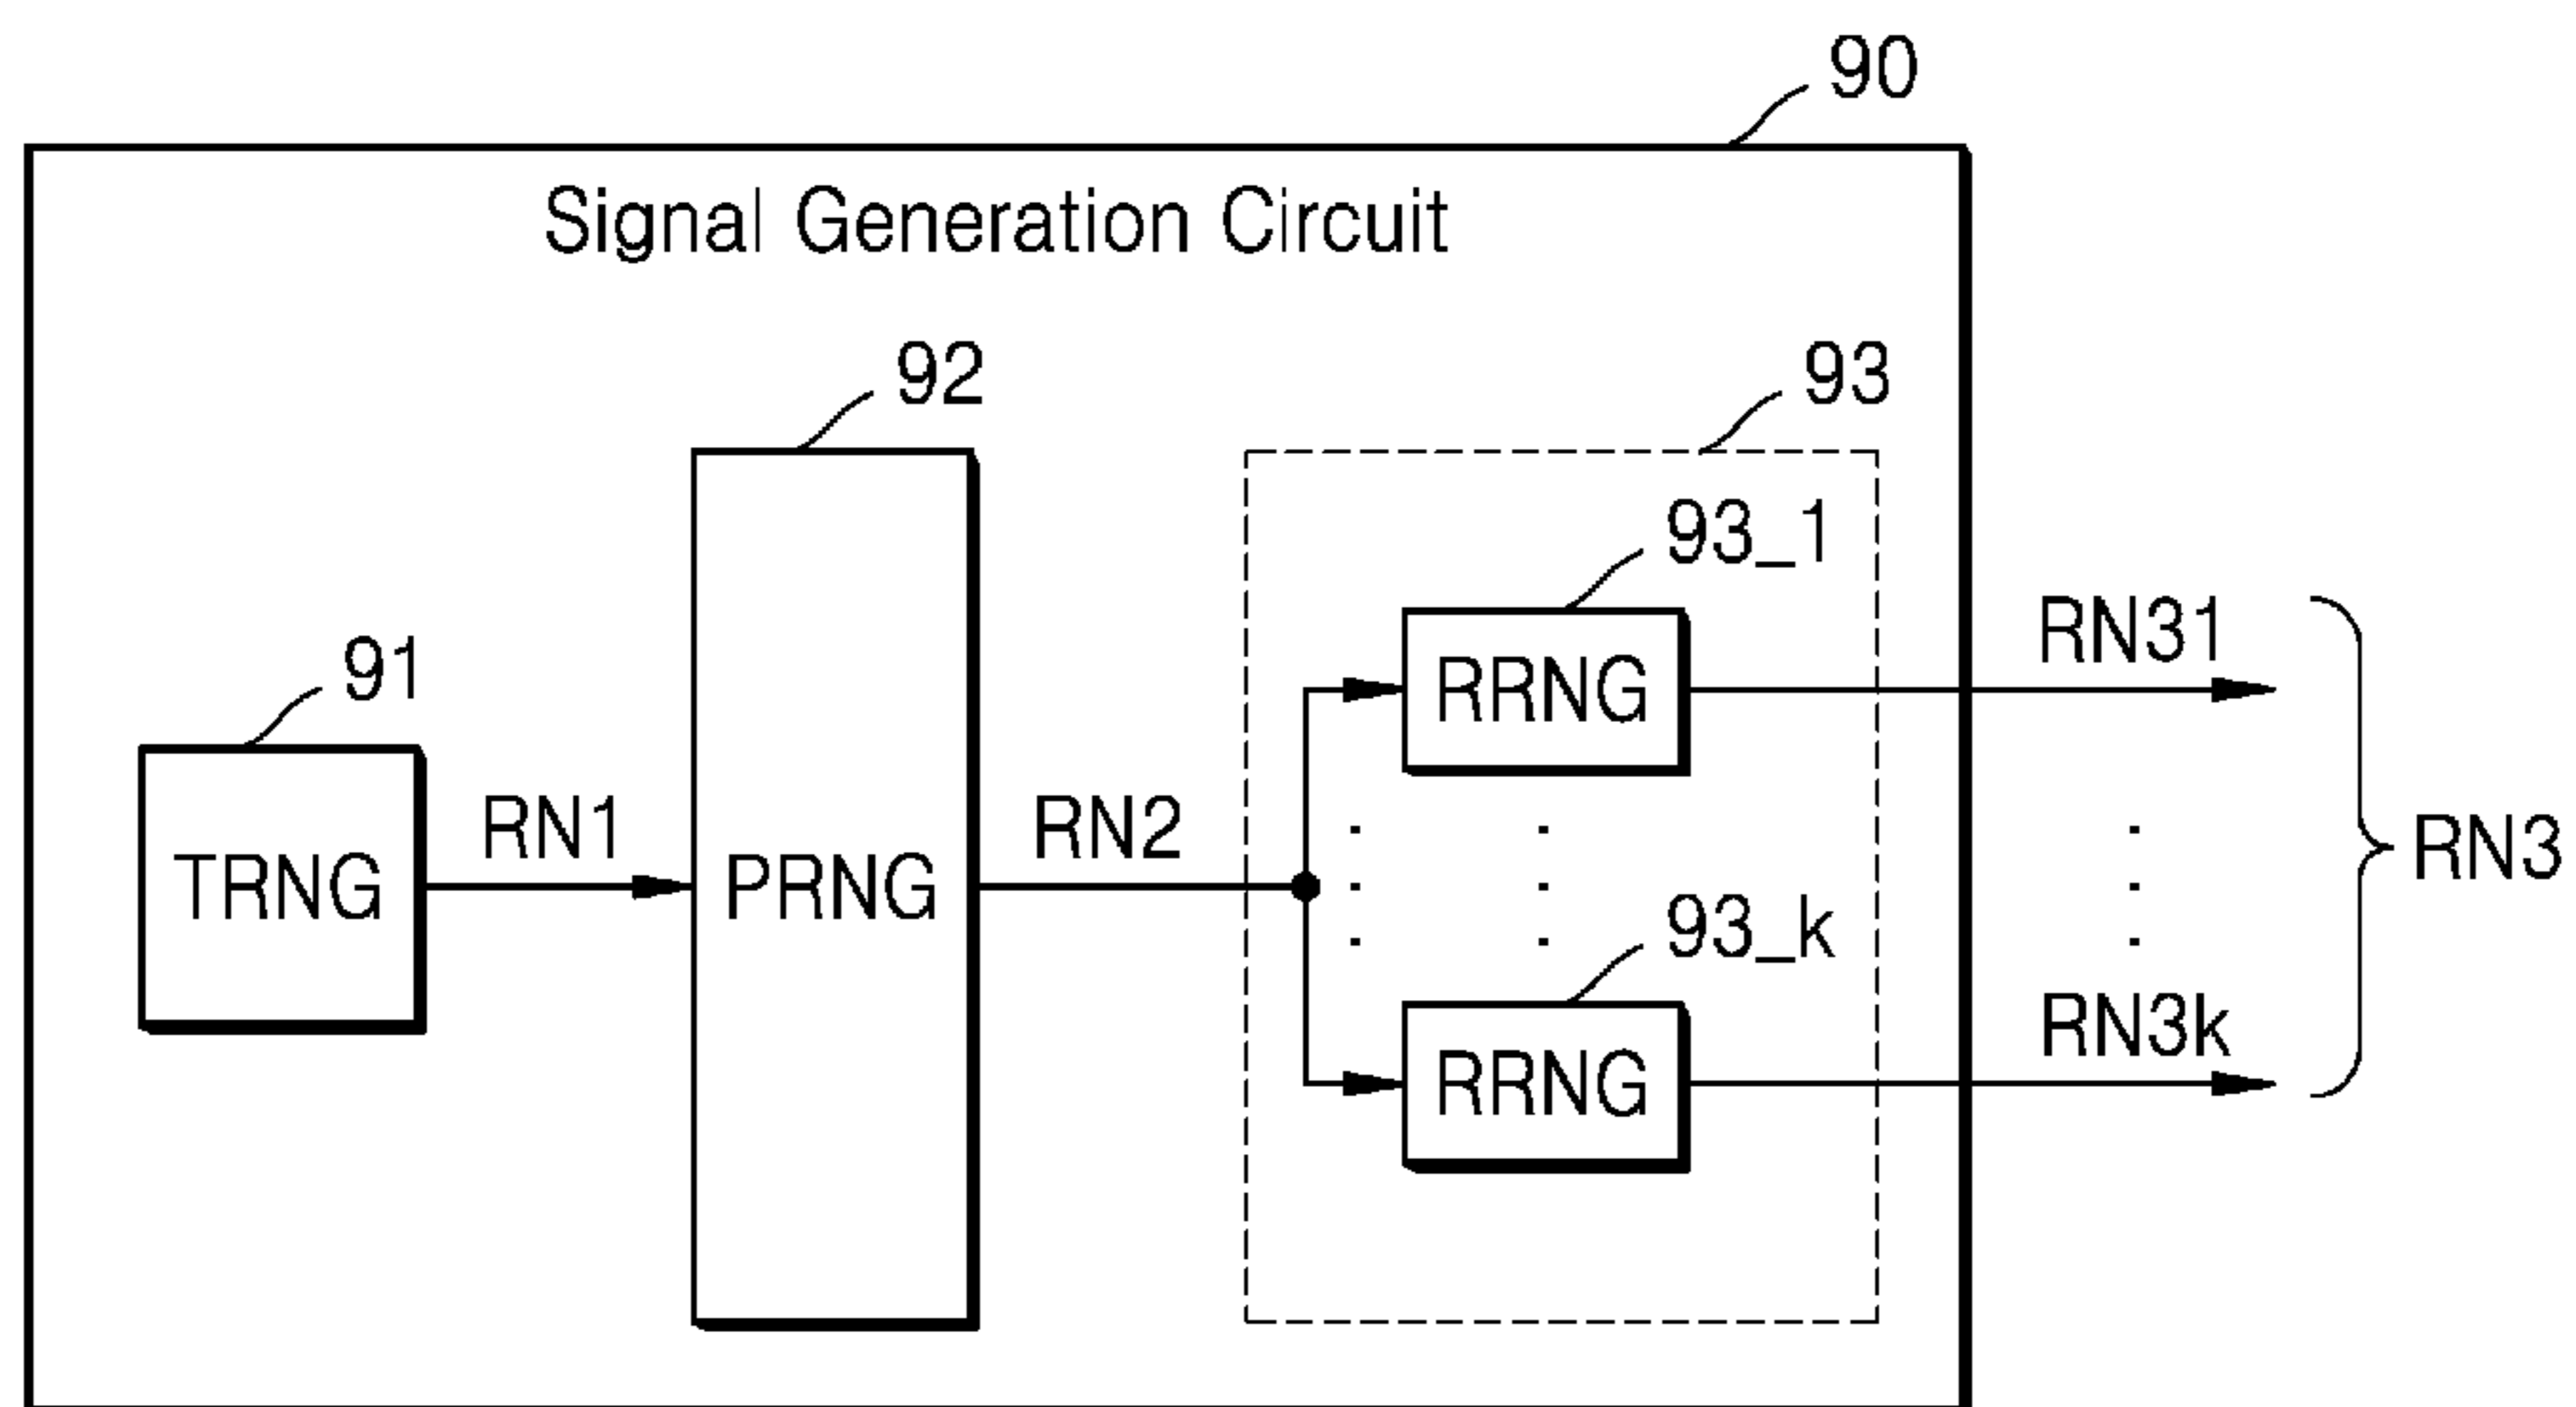 90
Signal Generation Circuit
92
93
93_1
91
RN31
RRNG
RN1
RN2
RN3
TRNG
PRNG
93_k
RN3k
RRNG